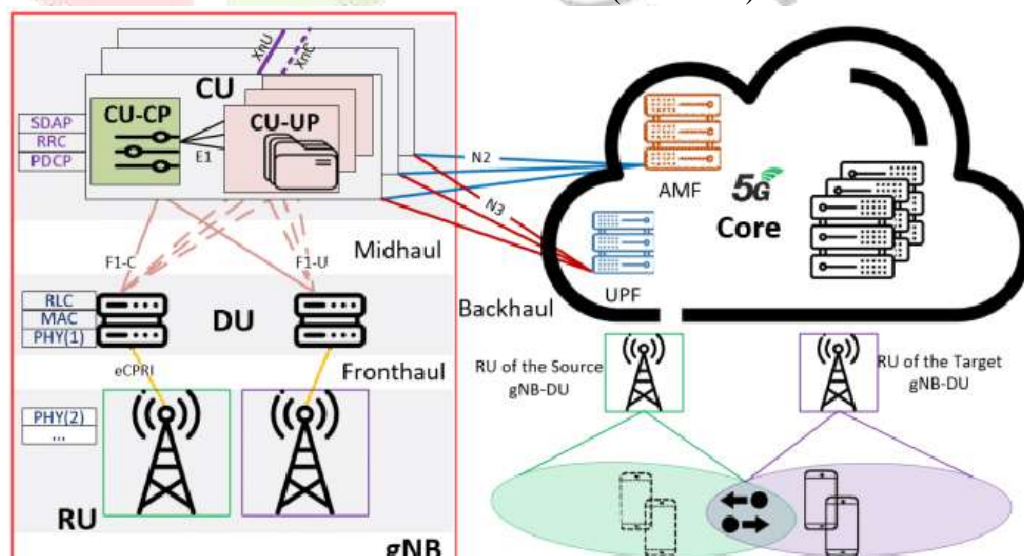 XnU
XnC
CU
CU-CP
CU-UP
SDAP
RRC
PDCP
E1
N2
N3
AMF
5G
Core
UPF
Midhaul
F1-C
F1-U
Backhaul
RLC
MAC
PHY(1)
DU
eCPRI
Fronthaul
RU of the Source
gNB-DU
RU of the Target
gNB-DU
PHY(2)
...
RU
gNB